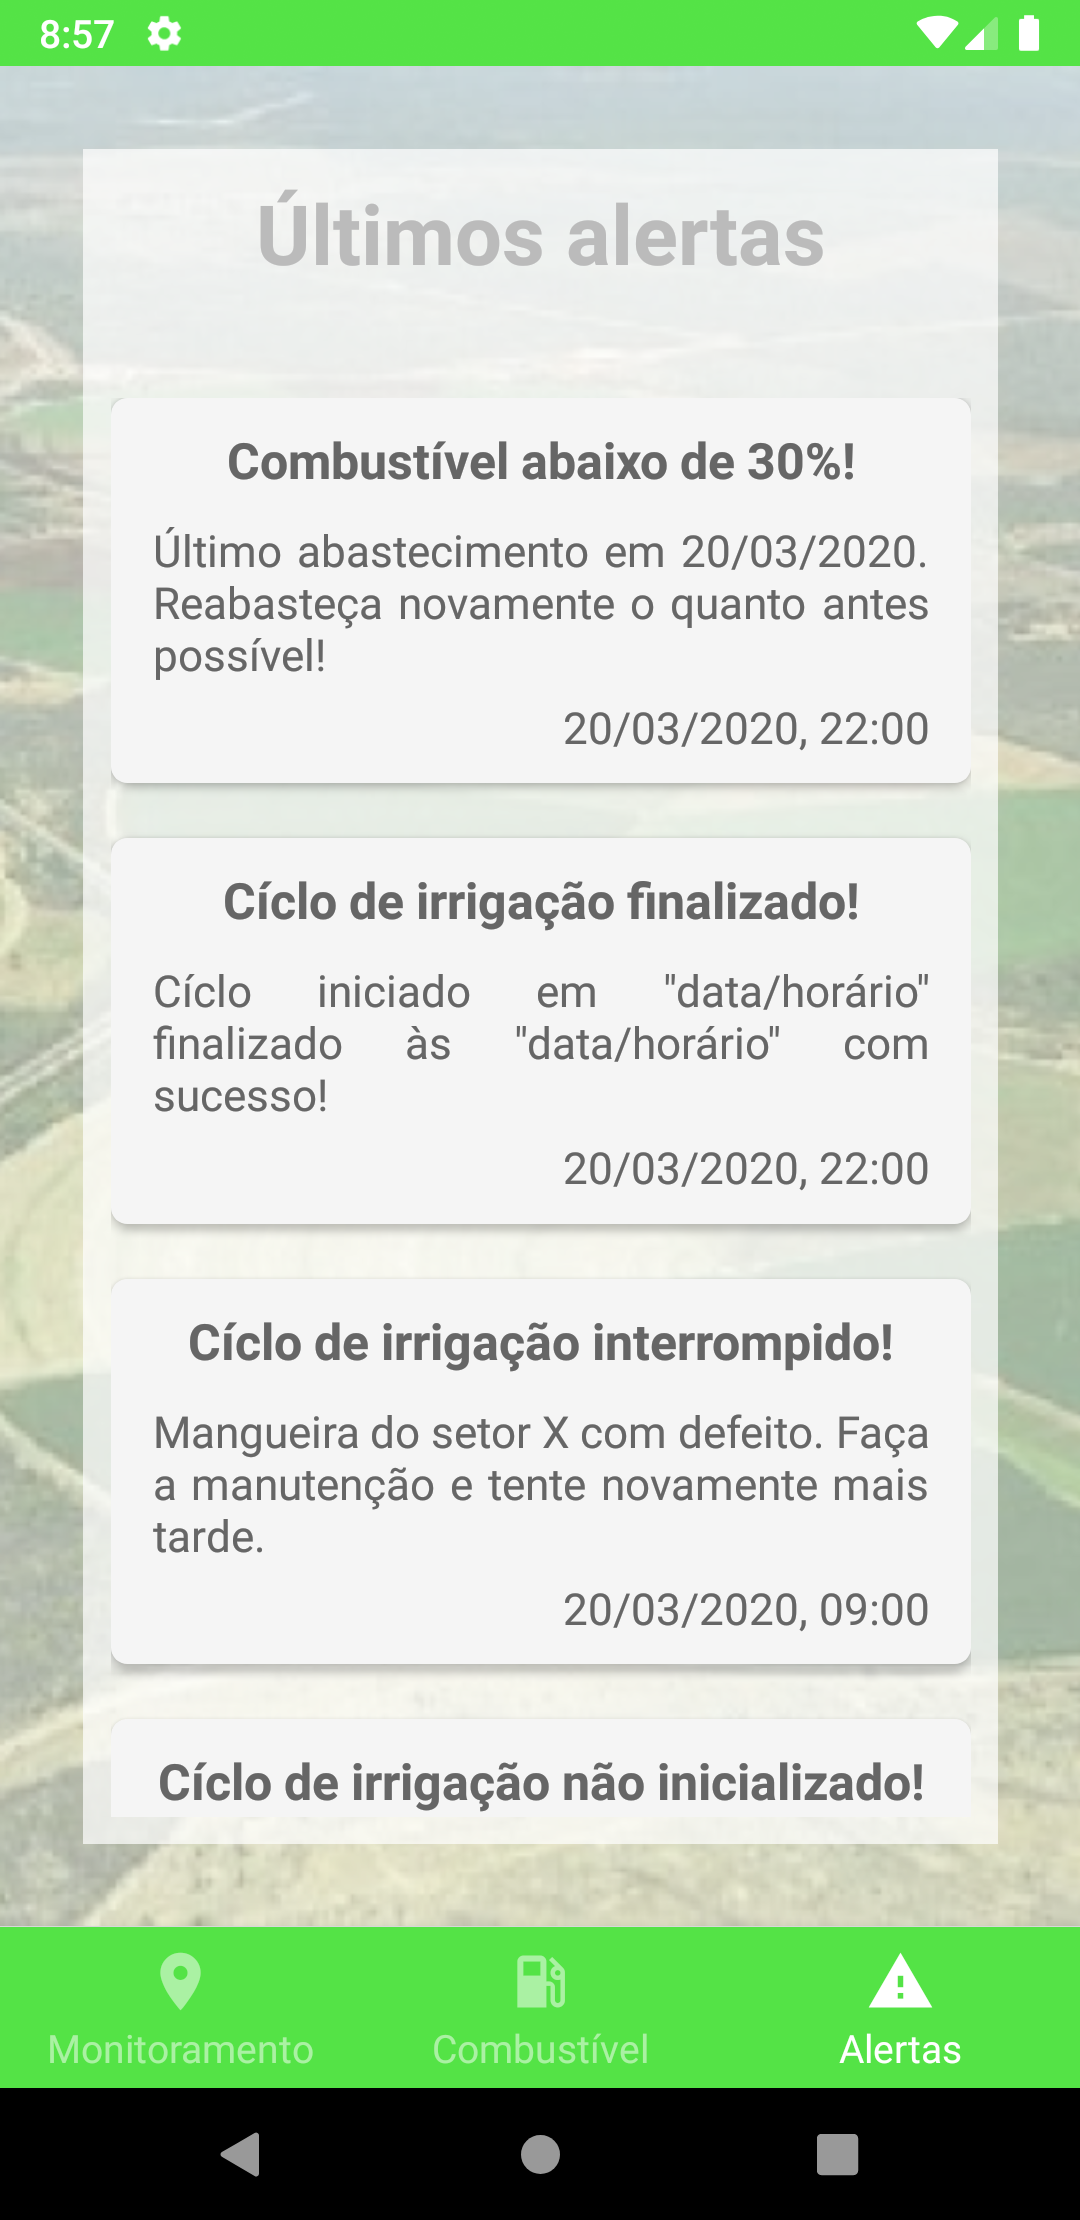 8:57
Últimos alertas
Combustível abaixo de 30%!
Último abastecimento em 20/03/2020.
Reabasteça novamente o quanto antes
possível!
20/03/2020, 22:00
Cíclo de irrigação finalizado!
Cíclo iniciado em "data/horário"
finalizado às "data/horário" com
sucesso!
20/03/2020, 22:00
Cíclo de irrigação interrompido!
Mangueira do setor X com defeito. Faça
a manutenção e tente novamente mais
tarde.
20/03/2020, 09:00
Cíclo de irrigação não inicializado!
Monitoramento
Combustível
Alertas